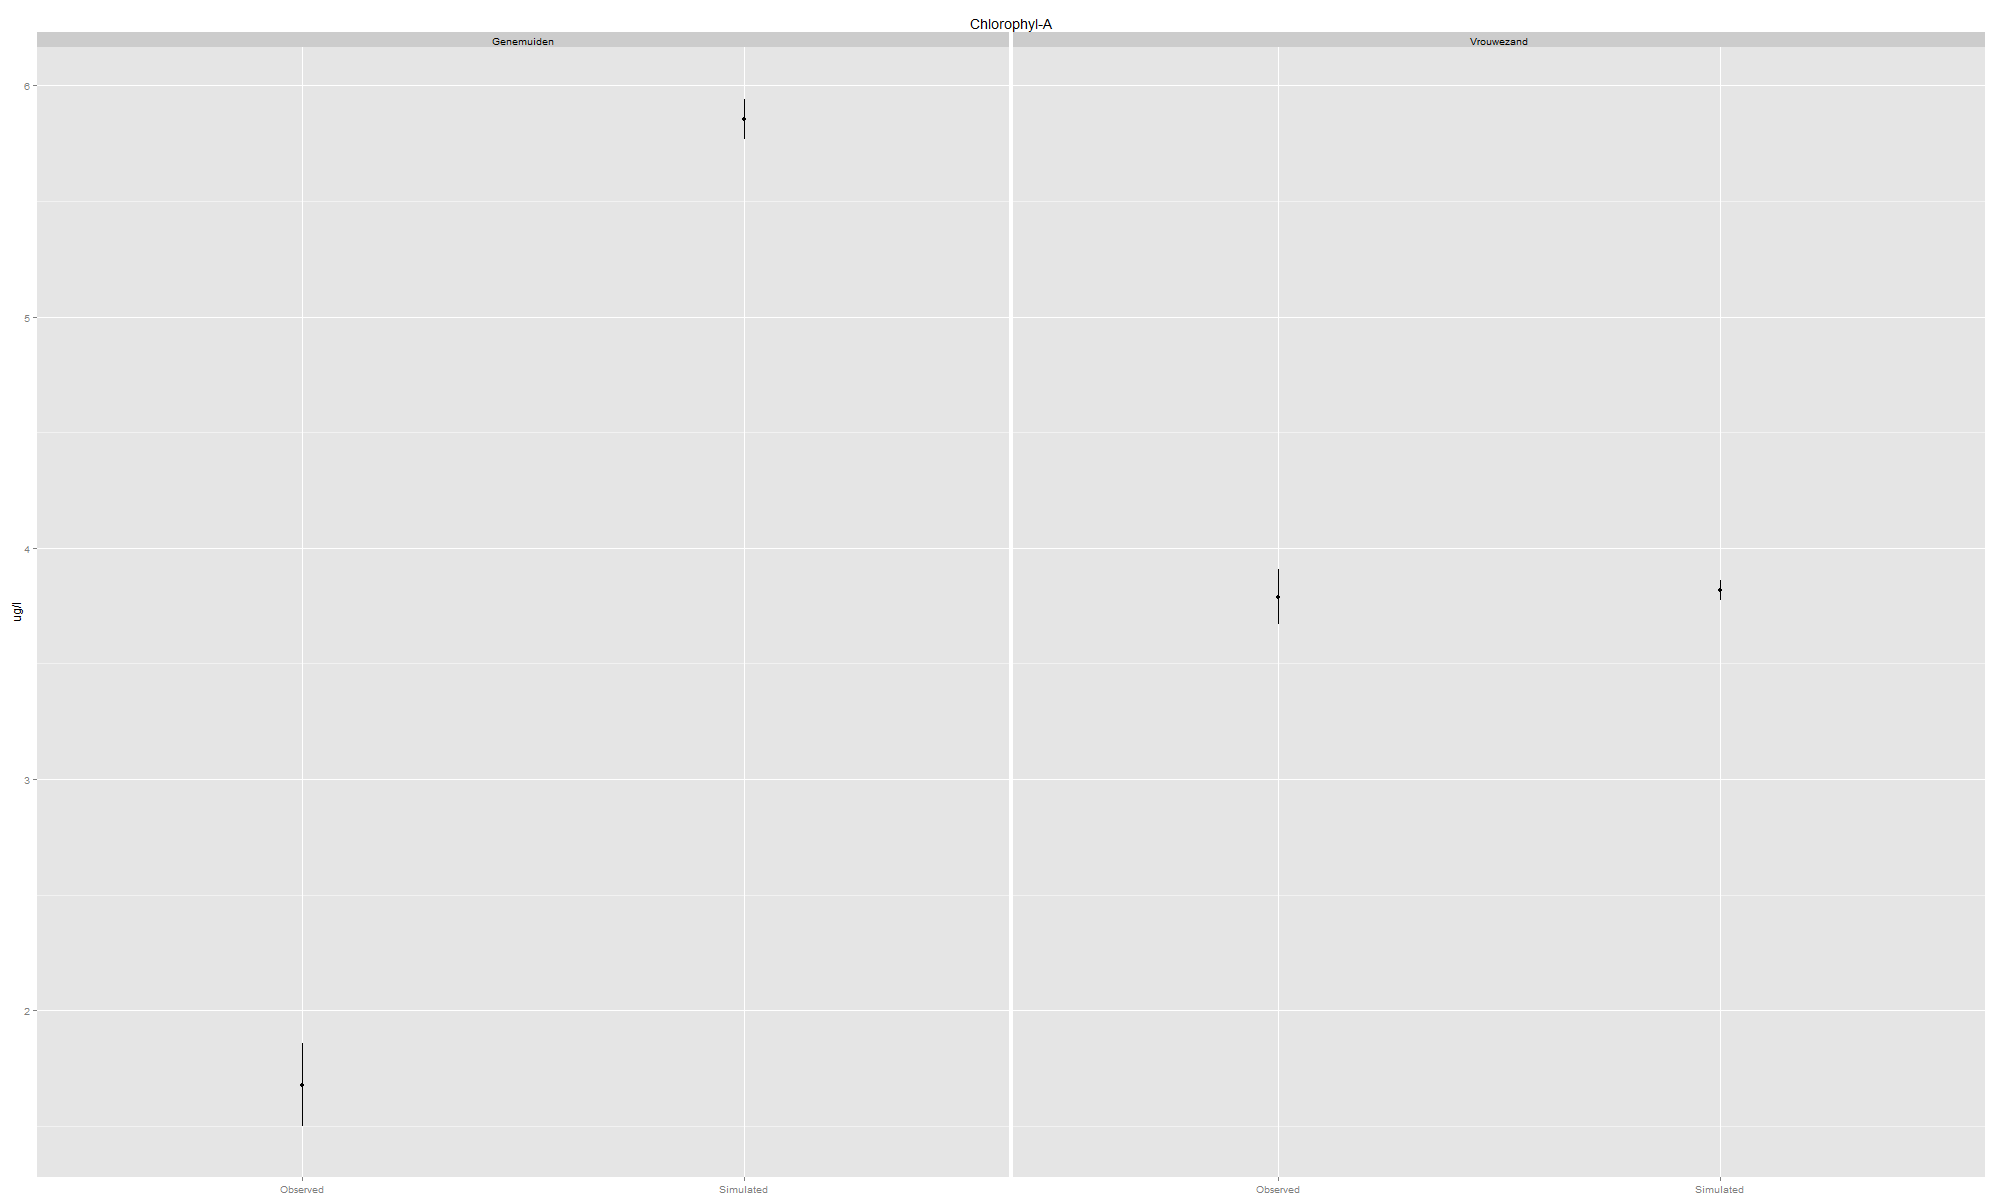 Chlorophyl-A
Genemuiden
Vrouwezand
6
5
4
3
2
ug/l
Observed
Simulated
Observed
Simulated